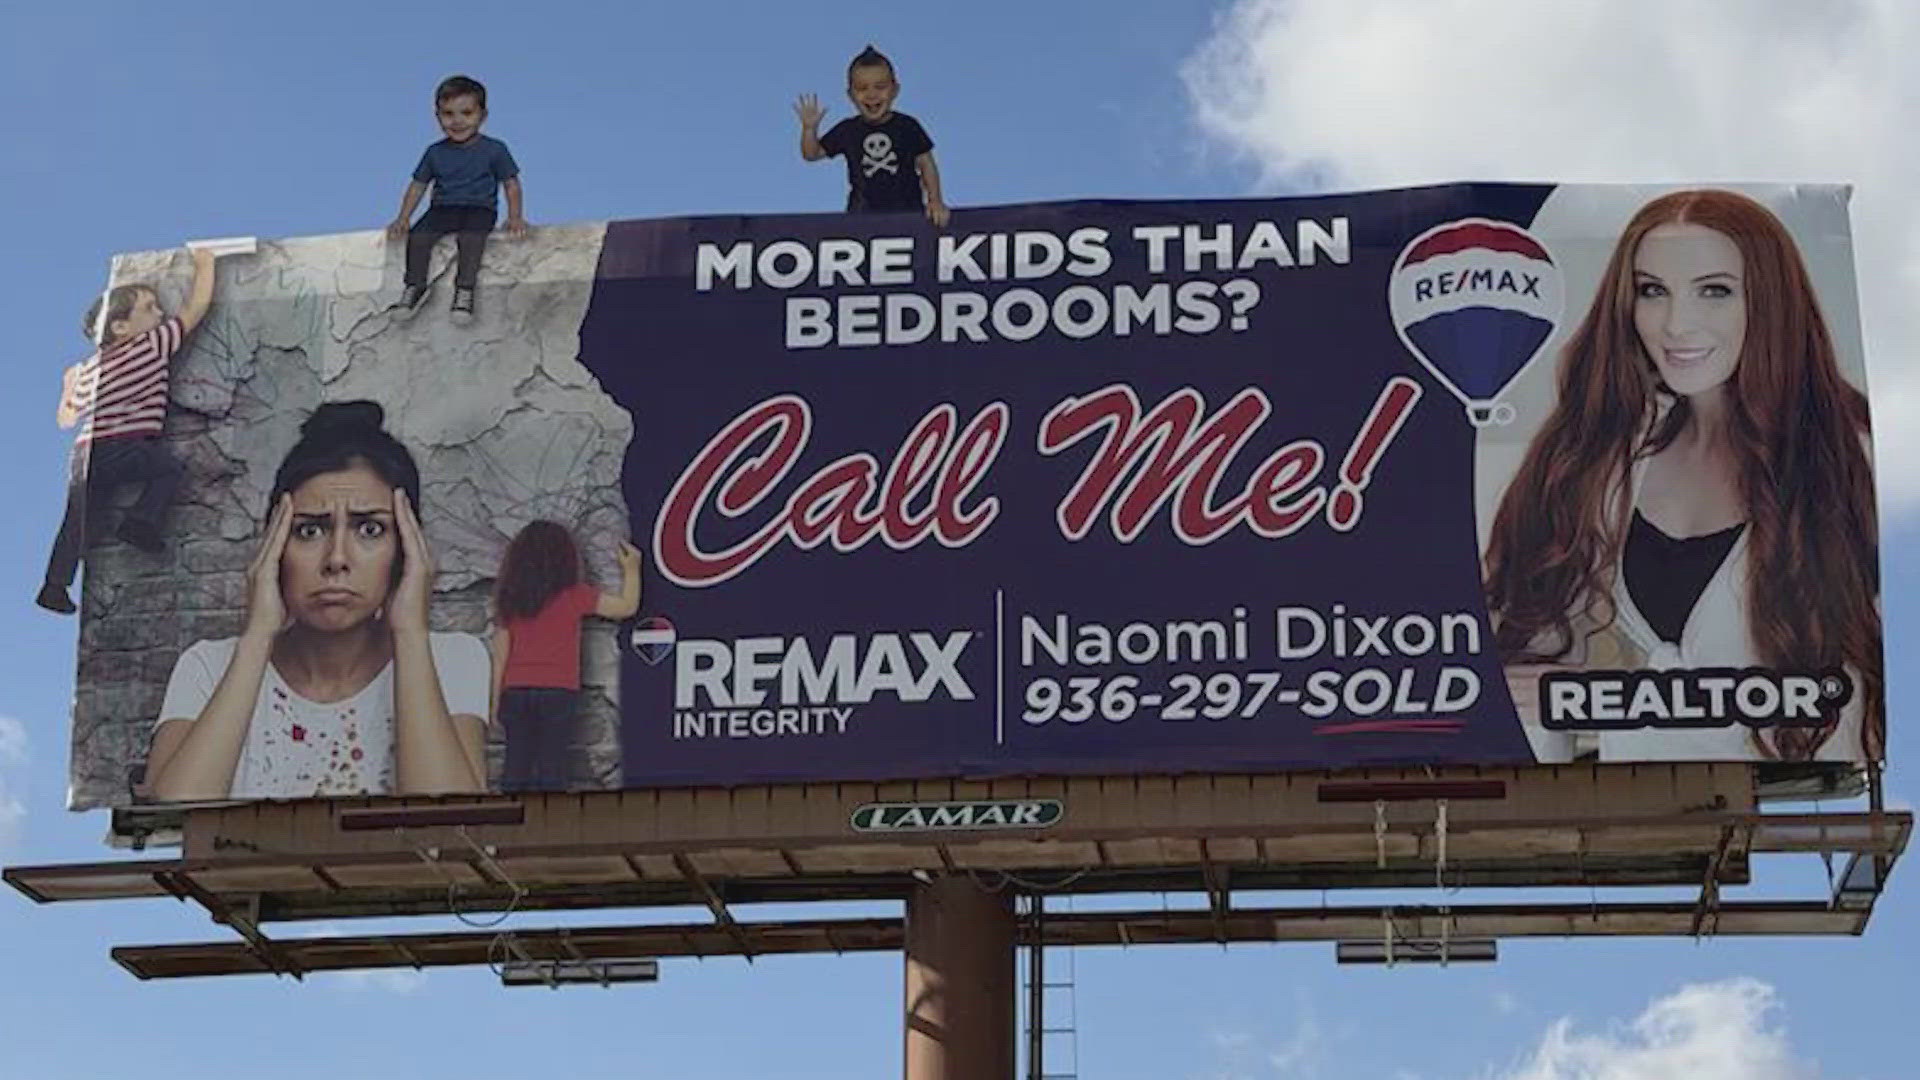 MORE KIDS THAN
BEDROOMS?
RE/MAX
Call Me!
RE/MAX
INTEGRITY
Naomi Dixon
936-297-SOLD
REALTOR®
LAMAR